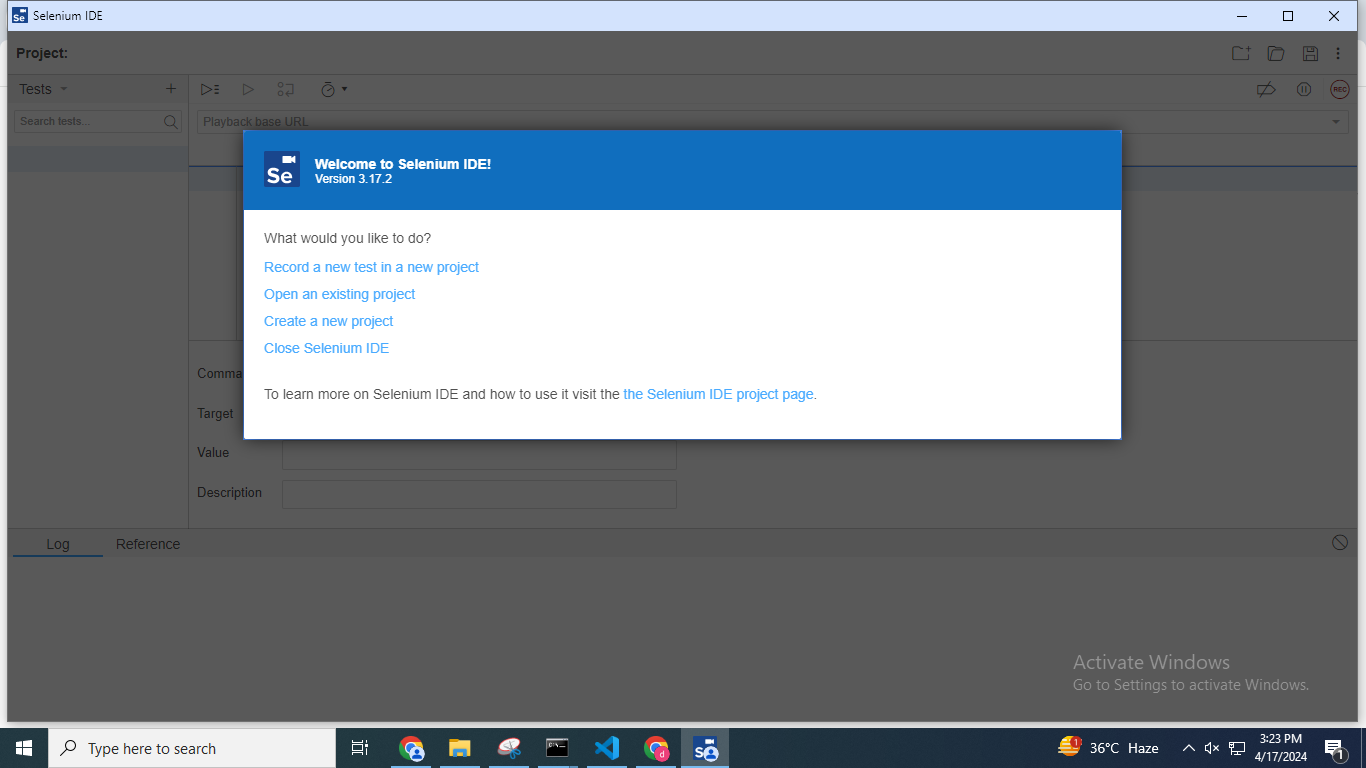 Selenium IDE
Project:
Tests
REC
Search tests...
Playback base URL
Se
Welcome to Selenium IDE!
Version 3.17.2
What would you like to do?
Record a new test in a new project
Open an existing project
Create a new project
Close Selenium IDE
To learn more on Selenium IDE and how to use it visit the the Selenium IDE project page.
Comma
Target
Value
Description
Log
Reference
Activate Windows
Go to Settings to activate Windows.
Type here to search
36°C Haze
3:23 PM
4/17/2024